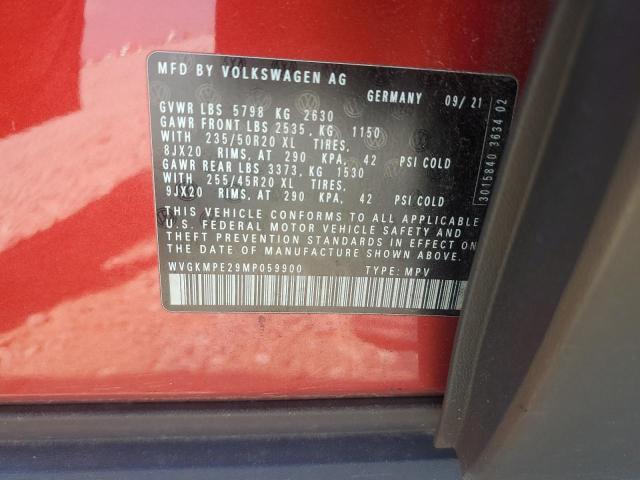 MFD BY VOLKSWAGEN AG
GERMANY 09/21
GVWR LBS 5798 KG 2630
GAWR FRONT LBS 2535, KG 1150
WITH 235/50R20 XL TIRES,
8JX20 RIMS, AT 290 KPA, 42 PSI COLD
GAWR REAR LBS 3373, KG 1530
WITH 255/45R20 XL TIRES,
9JX20 RIMS, AT 290 KPA, 42 PSI COLD
THIS VEHICLE CONFORMS TO ALL APPLICABLE
U.S. FEDERAL MOTOR VEHICLE SAFETY AND
THEFT PREVENTION STANDARDS IN EFFECT ON
THE DATE OF MANUFACTURE SHOWN ABOVE.
WVGKMPE29MP059900 TYPE: MPV
3015840 3634 02